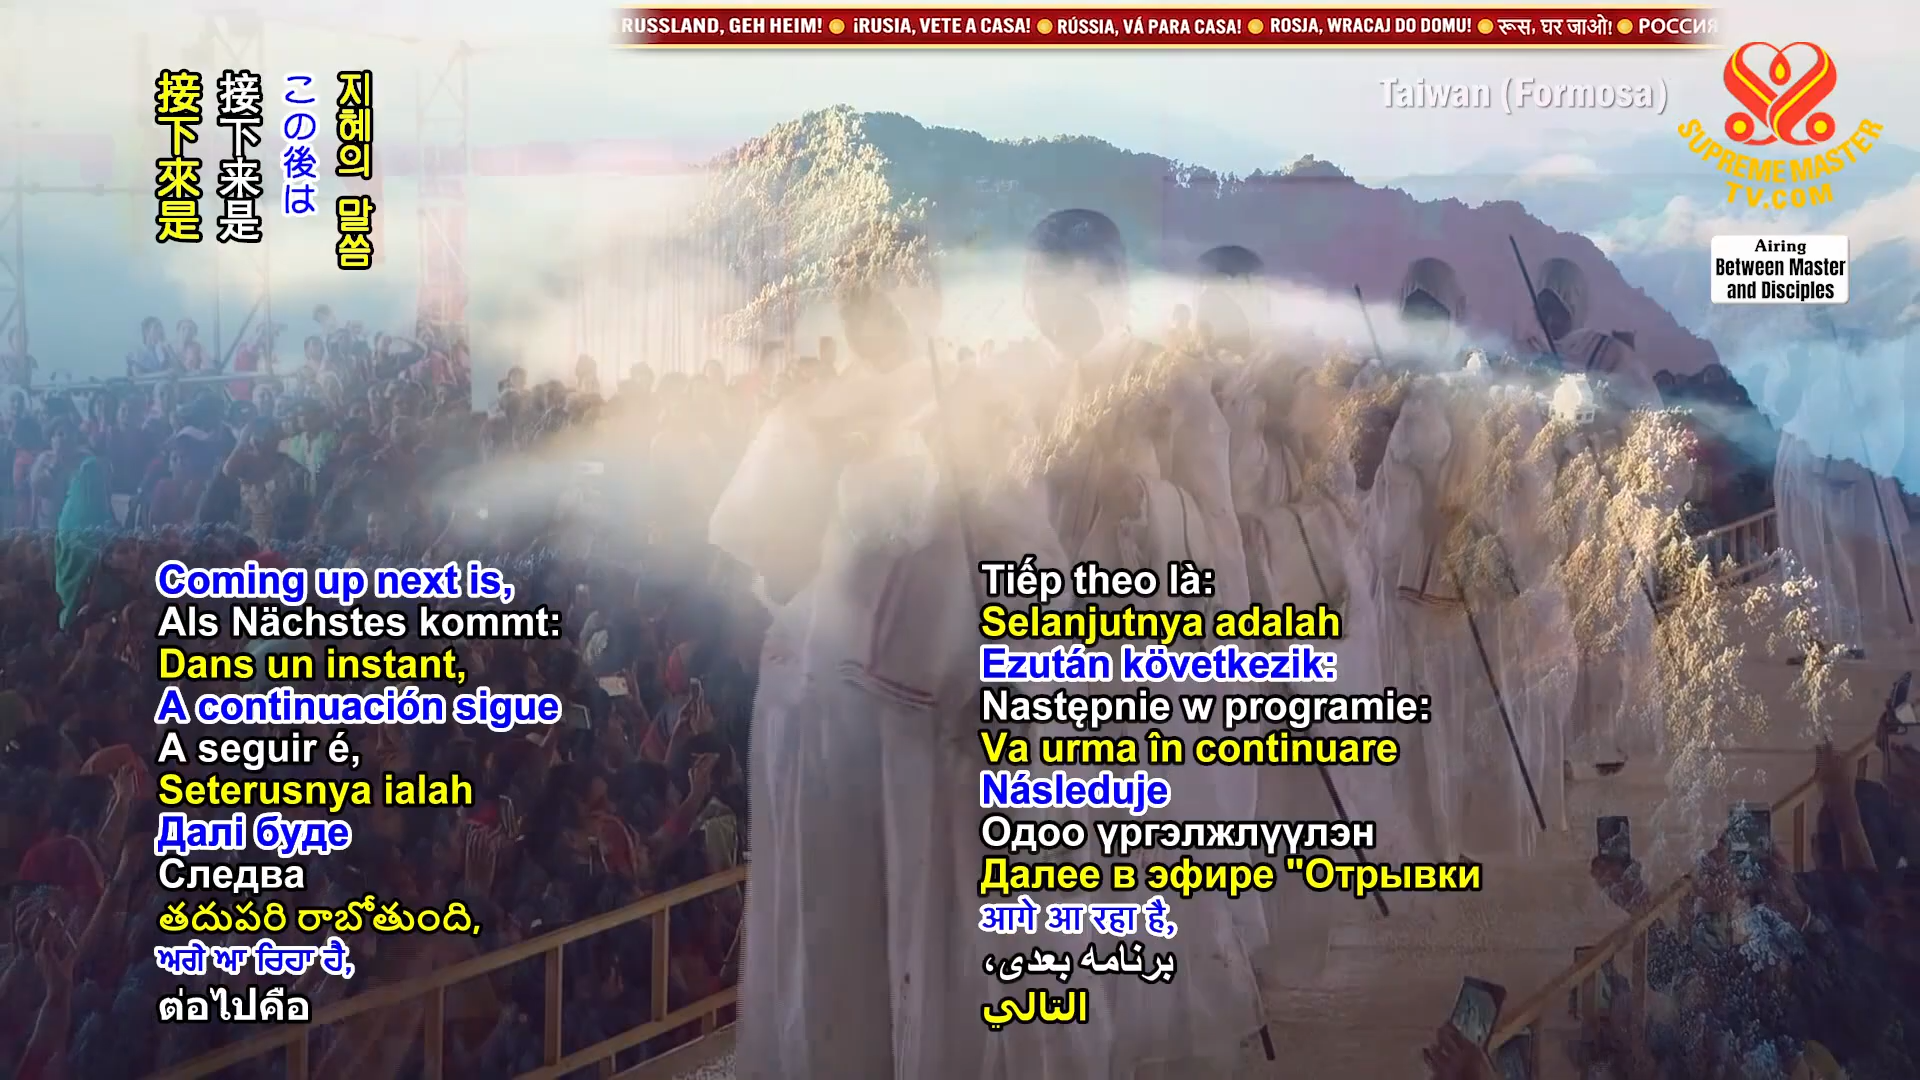 RUSSLAND, GEH HEIM! ¡RUSIA, VETE A CASA! RÚSSIA, VÁ PARA CASA! ROSJA, WRACAJ DO DOMU! रूस, घर जाओ! РОССИЯ
Taiwan (Formosa)
SUPREME MASTER
TV.COM
Airing
Between Master
and Disciples
지혜의 말씀
この後は
接下来是
接下來是
Coming up next is,
Als Nächstes kommt:
Dans un instant,
A continuación sigue
A seguir é,
Seterusnya ialah
Далі буде
Следва
తదుపరి రాబోతుంది,
ਅਗੇ ਆ ਰਿਹਾ ਹੈ,
ต่อไปคือ
Tiếp theo là:
Selanjutnya adalah
Ezután következik:
Następnie w programie:
Va urma în continuare
Následuje
Одоо үргэлжлүүлэн
Далее в эфире "Отрывки
आगे आ रहा है,
برنامه بعدی،
التالي